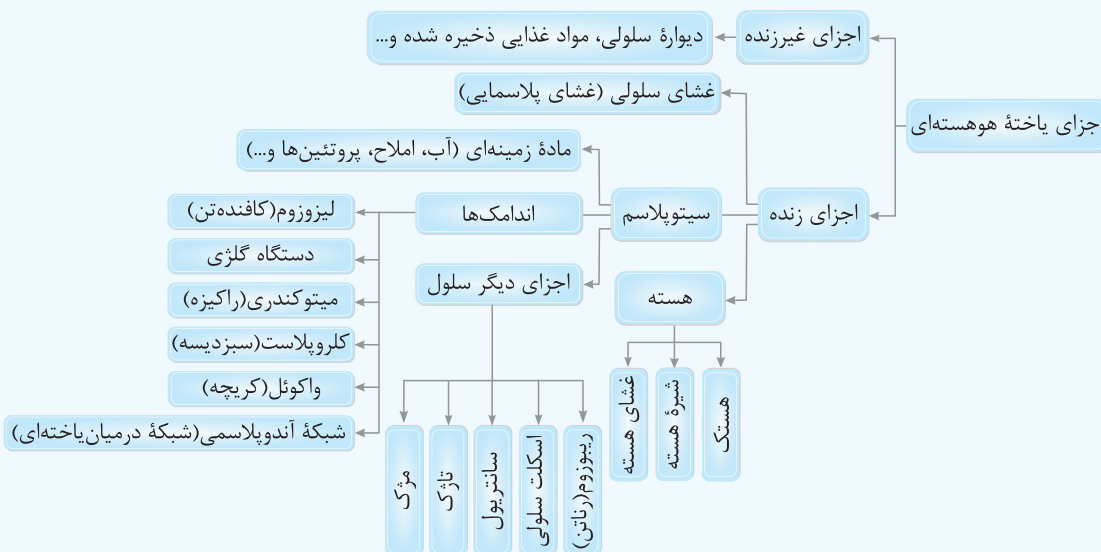 اجزای غیرزنده
دیوارهٔ سلولی، مواد غذایی ذخیره شده و...
غشای سلولی (غشای پلاسمایی)
جزای یاختهٔ هوهسته‌ای
مادهٔ زمینه‌ای (آب، املاح، پروتئین‌ها و...)
اجزای زنده
سیتوپلاسم
اندامک‌ها
لیزوزوم(کافنده‌تن)
دستگاه گلژی
میتوکندری(راکیزه)
کلروپلاست(سبزدیسه)
واکوئل(کریچه)
شبکهٔ آندوپلاسمی(شبکهٔ درمیان‌یاخته‌ای)
اجزای دیگر سلول
هسته
هستک
شیرهٔ هسته
غشای هسته
ریبوزوم(رناتن)
اسکلت سلولی
سانتریول
تاژک
مژک